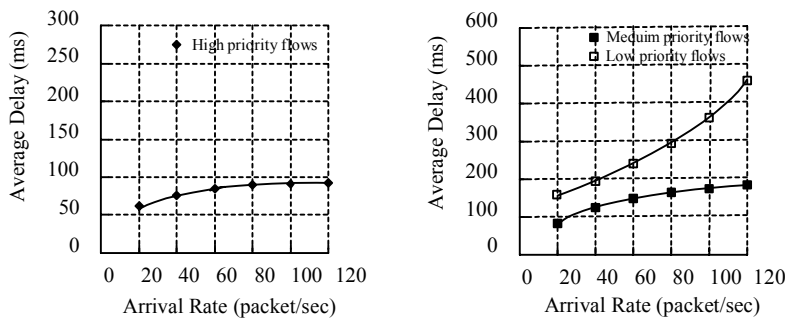 High priority flows
Average Delay (ms)
300
250
200
150
100
50
0
0 20 40 60 80 100 120
Arrival Rate (packet/sec)
Mequim priority flows
Low priority flows
Average Delay (ms)
600
500
400
300
200
100
0
0 20 40 60 80 100 120
Arrival Rate (packet/sec)